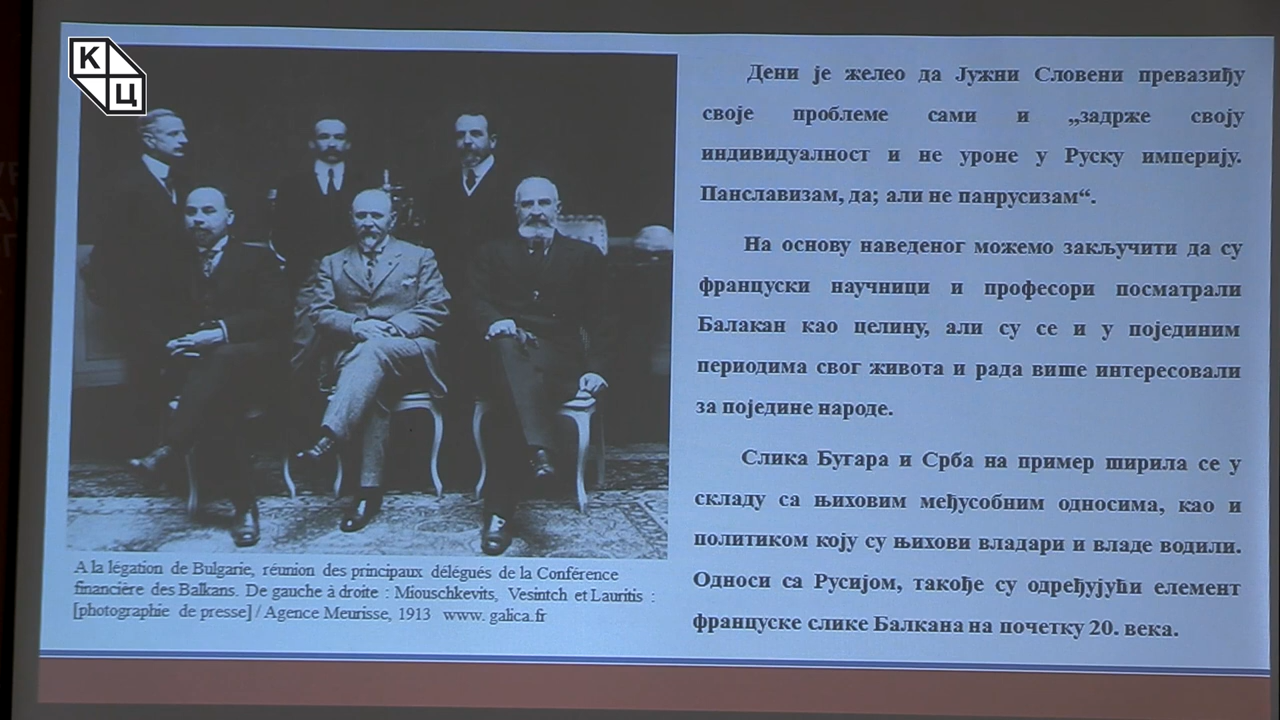 К
Ц
Дени је желео да Јужни Словени превазиђу
своје проблеме сами и „задрже своју
индивидуалност и не уроне у Руску империју.
Панславизам, да; али не панрусизам“.
На основу наведеног можемо закључити да су
француски научници и професори посматрали
Балакан као целину, али су се и у појединим
периодима свог живота и рада више интересовали
за поједине народе.
Слика Бугара и Срба на пример ширила се у
складу са њиховим међусобним односима, као и
политиком коју су њихови владари и владе водили.
Односи са Русијом, такође су одређујући елемент
француске слике Балкана на почетку 20. века.
A la légation de Bulgarie, réunion des principaux délégués de la Conférence
financière des Balkans. De gauche à droite : Miouschkevits, Vesintch et Lauritis :
[photographie de presse] / Agence Meurisse, 1913 www. galica.fr